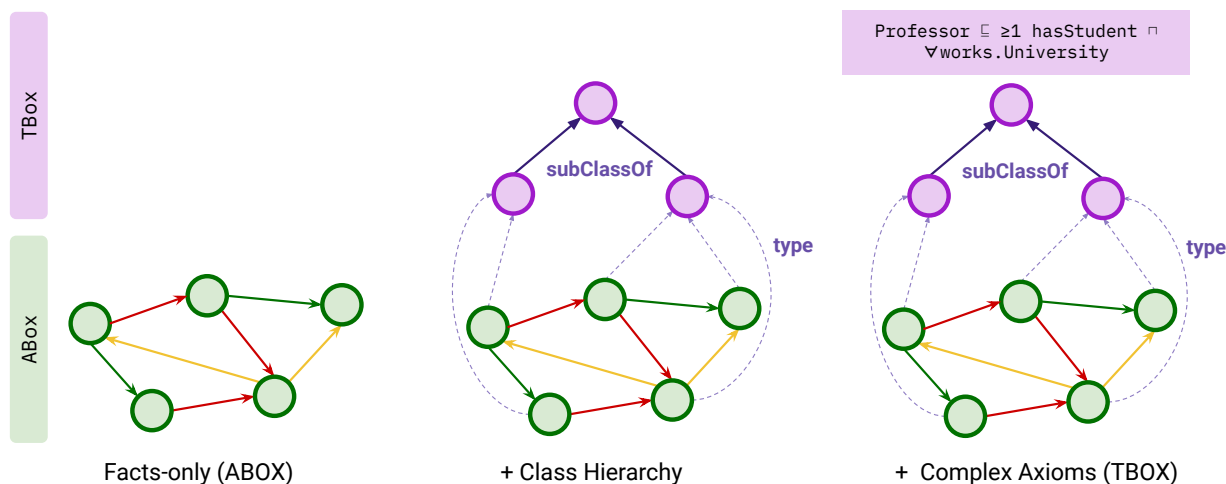 Professor ⊑ ≥1 hasStudent ⊓
∀works.University
TBox
subClassOf
subClassOf
type
type
ABox
Facts-only (ABOX)
+ Class Hierarchy
+ Complex Axioms (TBOX)